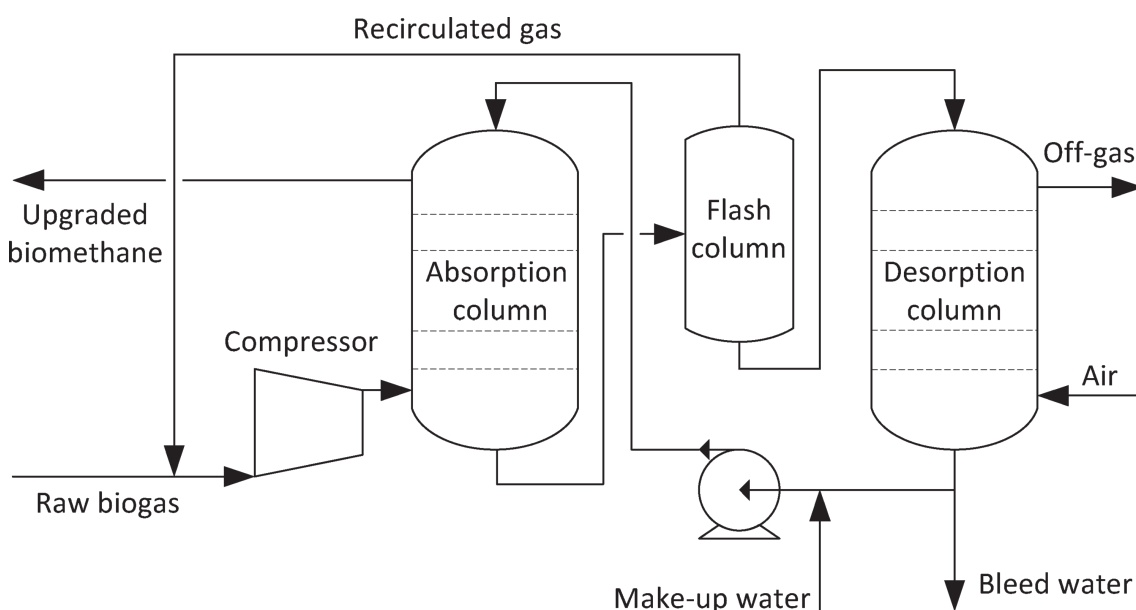 Recirculated gas
Off-gas
Upgraded
biomethane
Flash
column
Absorption
column
Desorption
column
Compressor
Air
Raw biogas
Make-up water
Bleed water